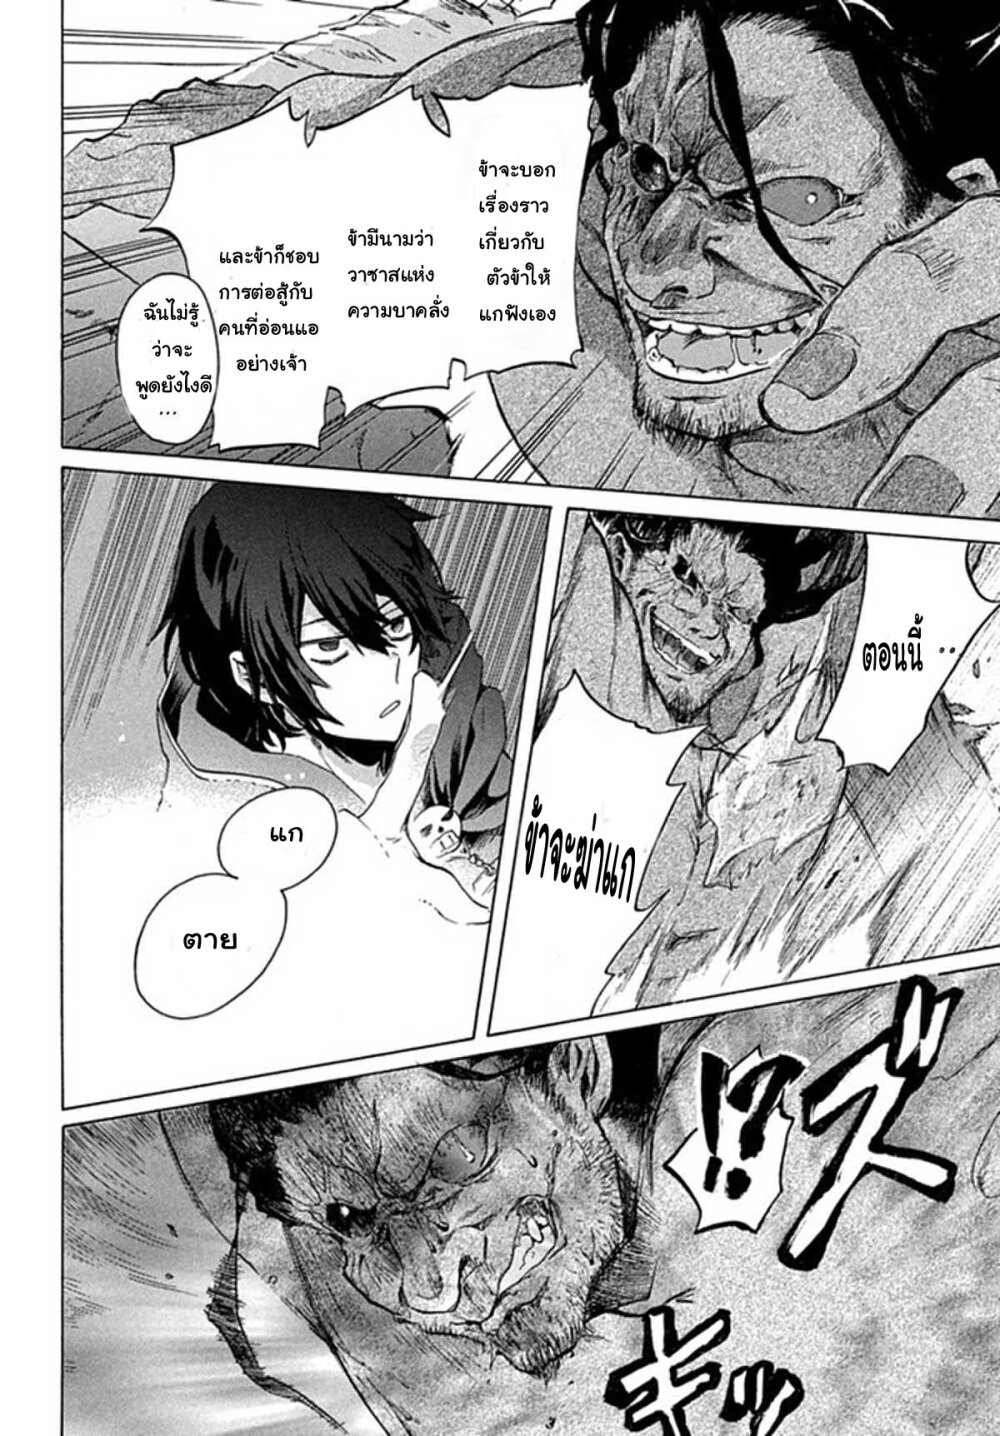 ข้าจะบอก
เรื่องราว
เกี่ยวกับ
ตัวข้าให้
แกฟังเอง
ข้ามีนามว่า
วาซาสแห่ง
ความบาคลั่ง
และข้าก็ชอบ
การต่อสู้กับ
คนที่อ่อนแอ
อย่างเจ้า
ฉันไม่รู้
ว่าจะ
พูดยังไงดี
...
ตอนนี้
...
ข้าจะฆ่าแก
แก
ตาย
ズ
ロ
!?
ギッ
3